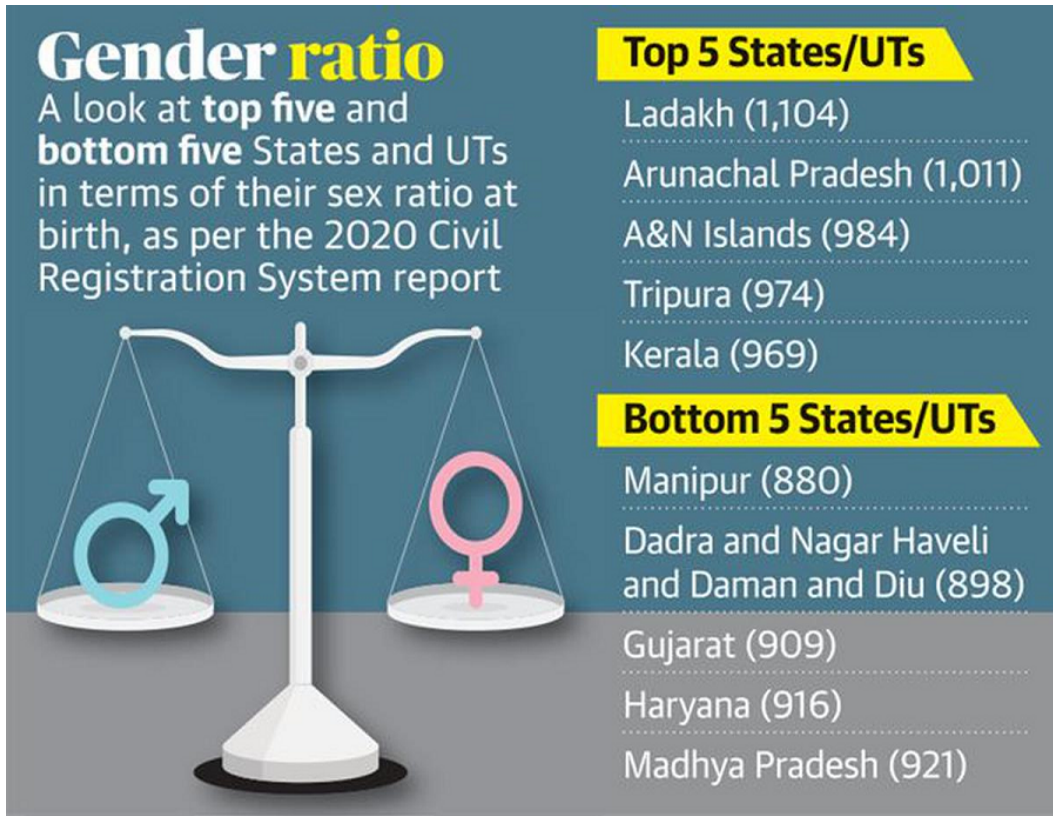 Gender ratio
A look at top five and
bottom five States and UTs
in terms of their sex ratio at
birth, as per the 2020 Civil
Registration System report
Top 5 States/UTs
Ladakh (1,104)
Arunachal Pradesh (1,011)
A&N Islands (984)
Tripura (974)
Kerala (969)
Bottom 5 States/UTs
Manipur (880)
Dadra and Nagar Haveli
and Daman and Diu (898)
Gujarat (909)
Haryana (916)
Madhya Pradesh (921)